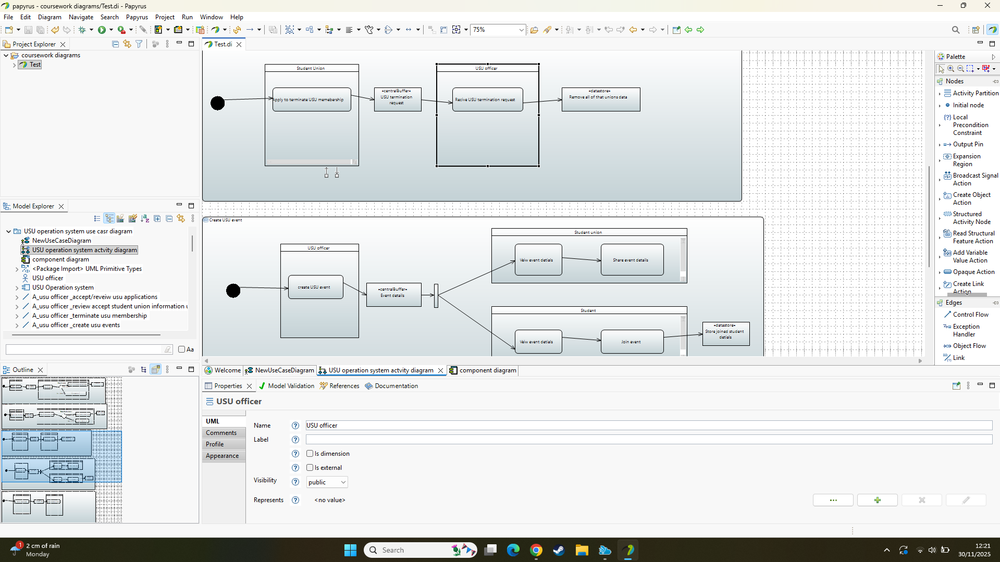 papyrus - coursework diagrams/Test.di - Papyrus
File Edit Diagram Navigate Search Papyrus Project Run Window Help
75%
Project Explorer
coursework diagrams
Test
Test.di
Student Union
Apply to terminate USU memebership
«centralBuffer»
USU termination
request
USU officer
Recive USU termination request
«datastore»
Remove all of that unions data
Create USU event
USU officer
create USU event
«centralBuffer»
Event details
Student union
Veiw event detials
Share event details
Student
Veiw event detials
Join event
«datastore»
Store joined student
detials
Palette
Nodes
Activity Partition
Initial node
Local
Precondition
Constraint
Output Pin
Expansion
Region
Broadcast Signal
Action
Create Object
Action
Structured
Activity Node
Read Structural
Feature Action
Add Variable
Value Action
Opaque Action
Create Link
Action
Edges
Control Flow
Exception
Handler
Object Flow
Link
Model Explorer
USU operation system use casr diagram
NewUseCaseDiagram
USU operation system actvity diagram
component diagram
<Package Import> UML Primitive Types
USU officer
USU Operation system
A_usu officer _accept/reveiw usu applications
A_usu officer _review accept student union information u
A_usu officer _terminate usu membership
A_usu officer _create usu events
Aa
Outline
Welcome NewUseCaseDiagram USU operation system actvity diagram component diagram
Properties Model Validation References Documentation
USU officer
UML
Comments
Profile
Appearance
Name USU officer
Label
Is dimension
Is external
Visibility public
Represents <no value>
1
2 cm of rain
Monday
Search
12:21
30/11/2025